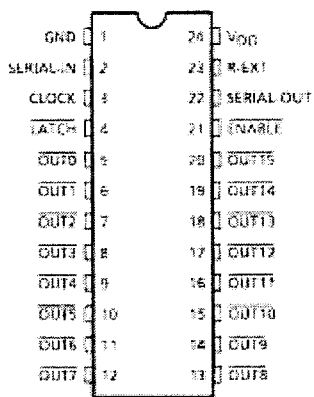 GND 1 24 VDD
SERIAL-IN 2 23 R-EXT
CLOCK 3 22 SERIAL-OUT
LATCH 4 21 ENABLE
OUT0 5 20 OUT15
OUT1 6 19 OUT14
OUT2 7 18 OUT13
OUT3 8 17 OUT12
OUT4 9 16 OUT11
OUT5 10 15 OUT10
OUT6 11 14 OUT9
OUT7 12 13 OUT8